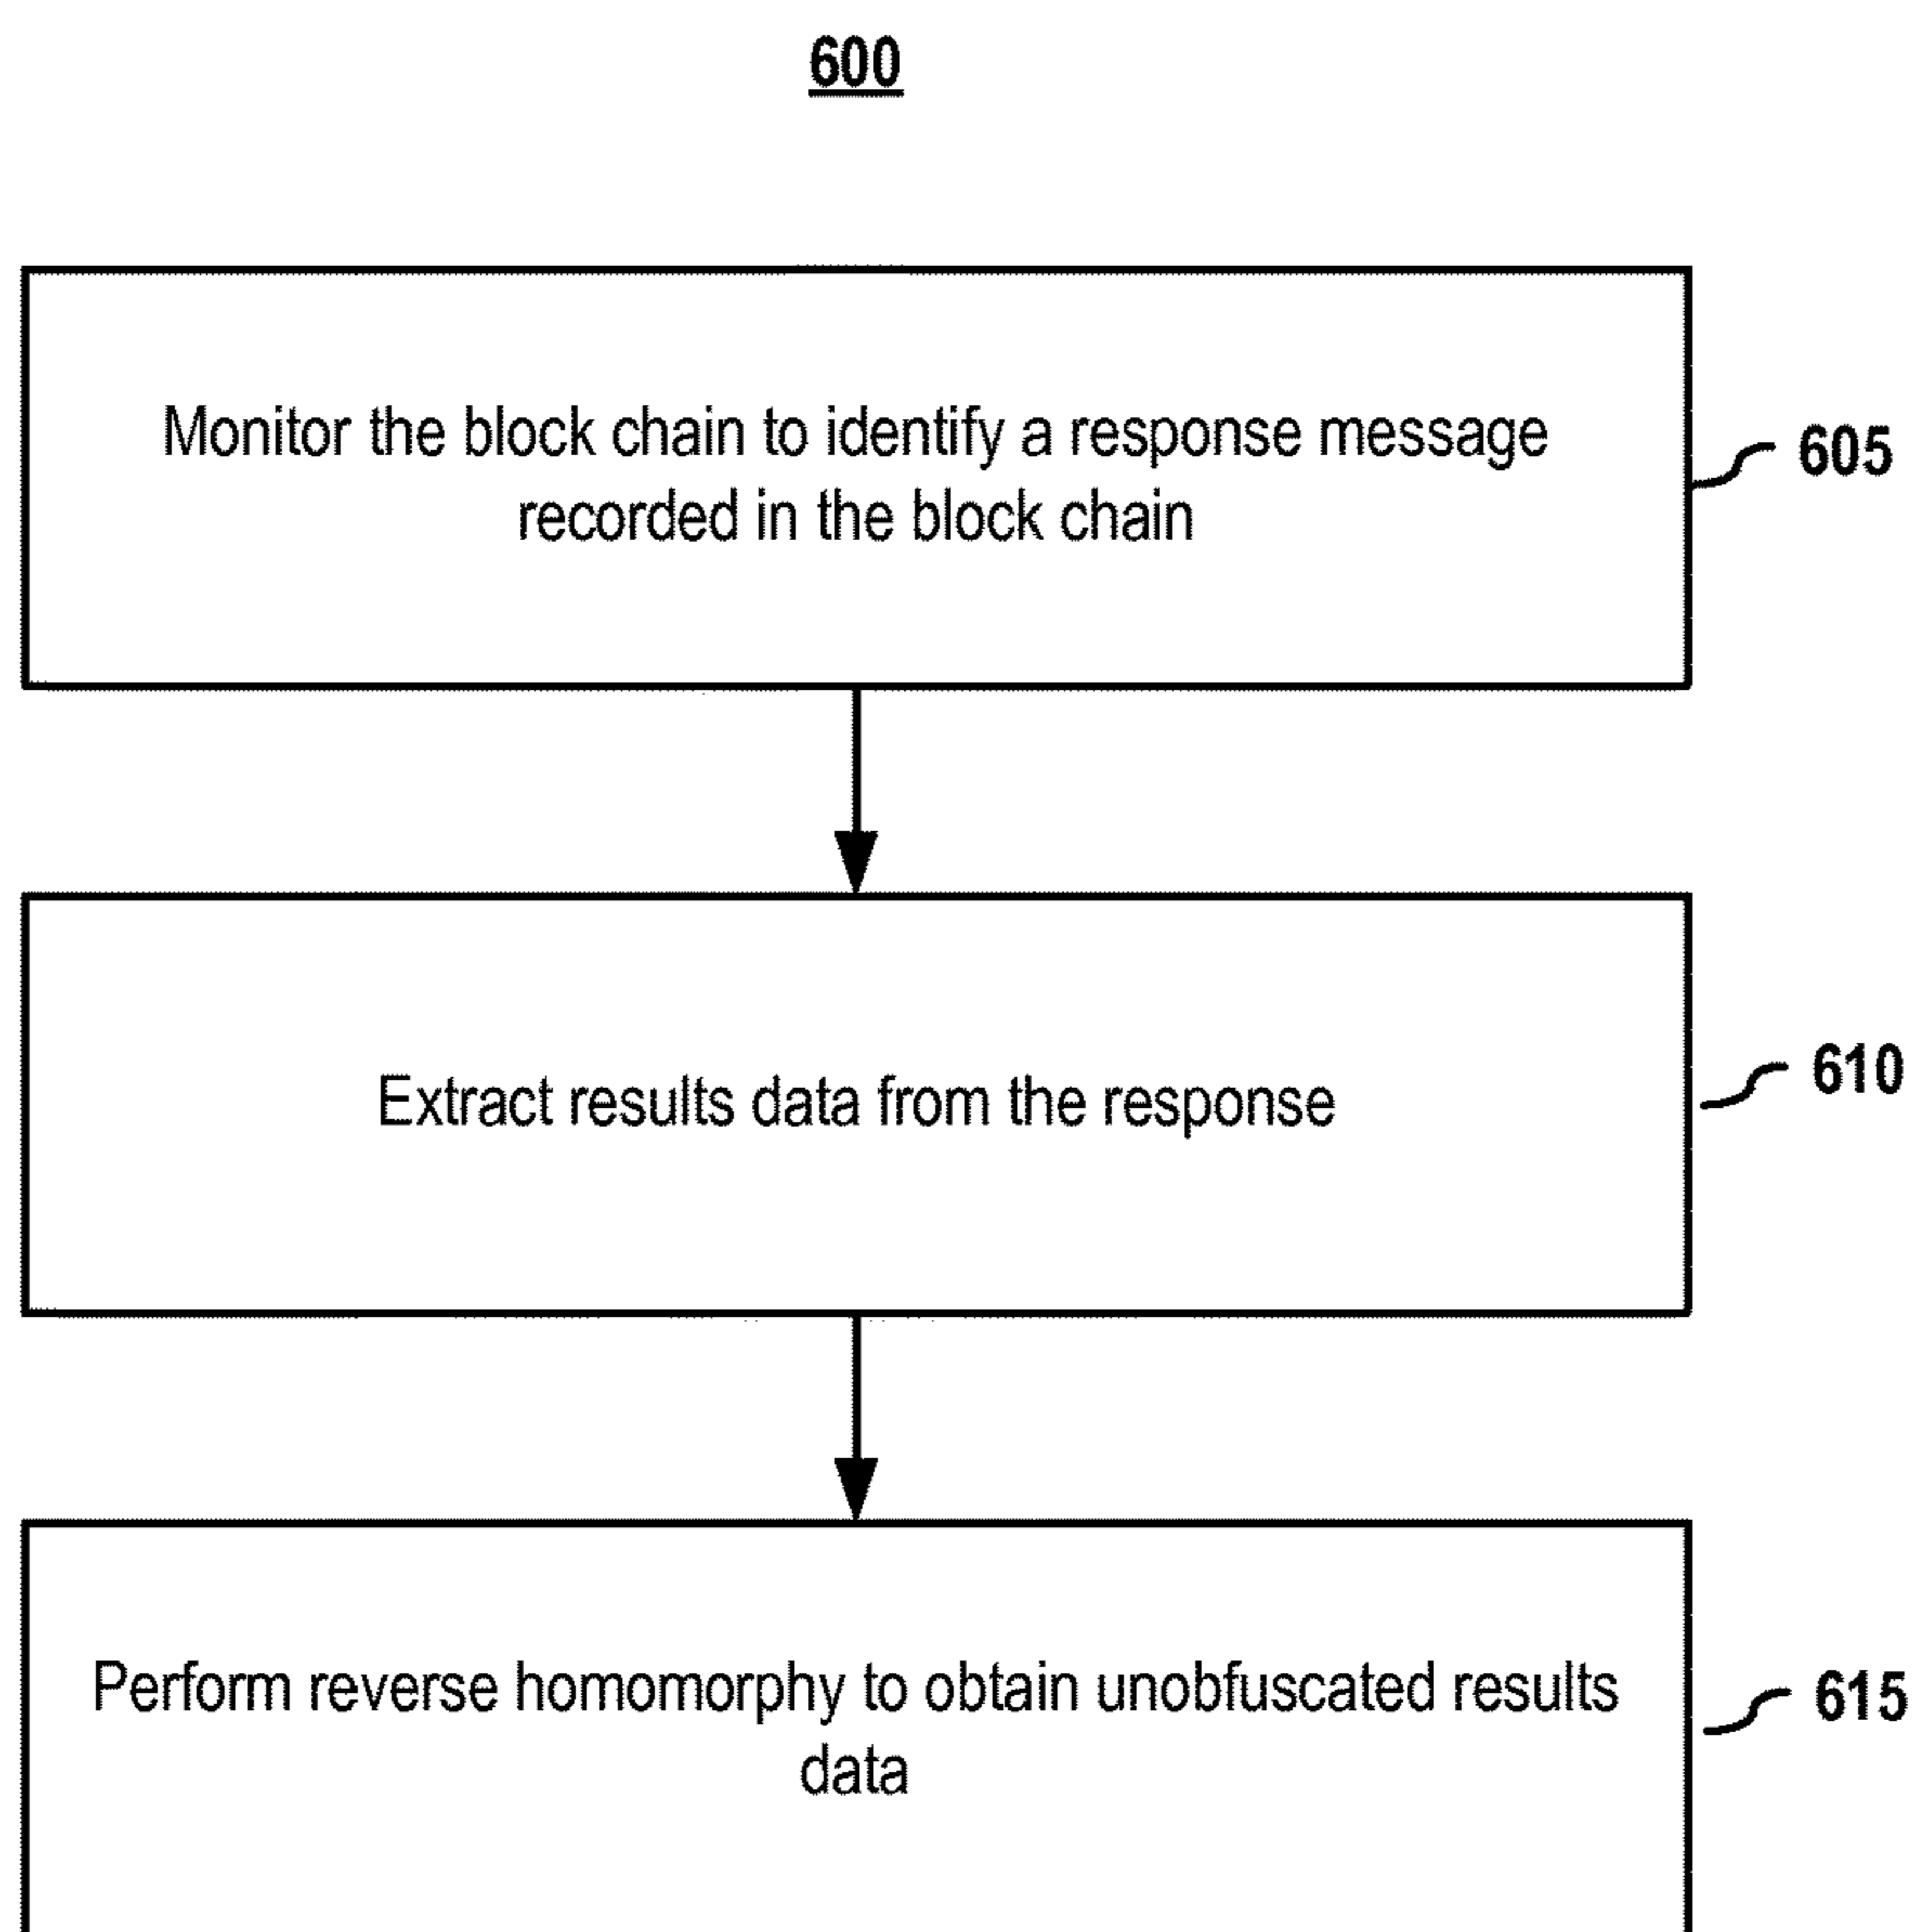 600
Monitor the block chain to identify a response message
recorded in the block chain
605
Extract results data from the response
610
Perform reverse homomorphy to obtain unobfuscated results
data
615